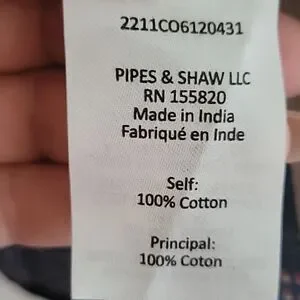 2211CO6120431
PIPES & SHAW LLC
RN 155820
Made in India
Fabriqué en Inde
Self:
100% Cotton
Principal:
100% Coton